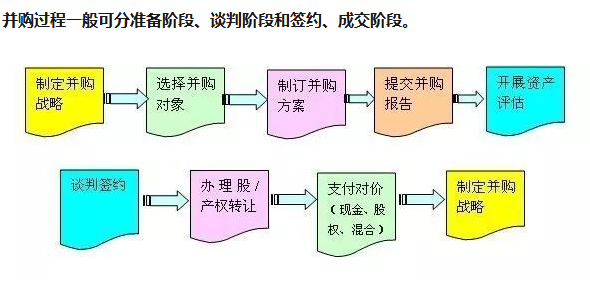 并购过程一般可分准备阶段、谈判阶段和签约、成交阶段。
制定并购
战略
选择并购
对象
制订并购
方案
提交并购
报告
开展资产
评估
谈判签约
办理股/
产权转让
支付对价
（现金、股
权、混合）
制定并购
战略